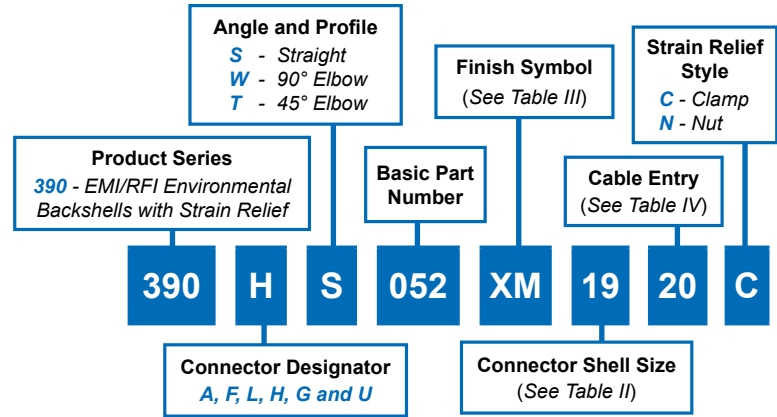 Angle and Profile
S - Straight
W - 90° Elbow
T - 45° Elbow
Finish Symbol
(See Table III)
Strain Relief
Style
C - Clamp
N - Nut
Product Series
390 - EMI/RFI Environmental
Backshells with Strain Relief
Basic Part
Number
Cable Entry
(See Table IV)
390 H S 052 XM 19 20 C
Connector Designator
A, F, L, H, G and U
Connector Shell Size
(See Table II)